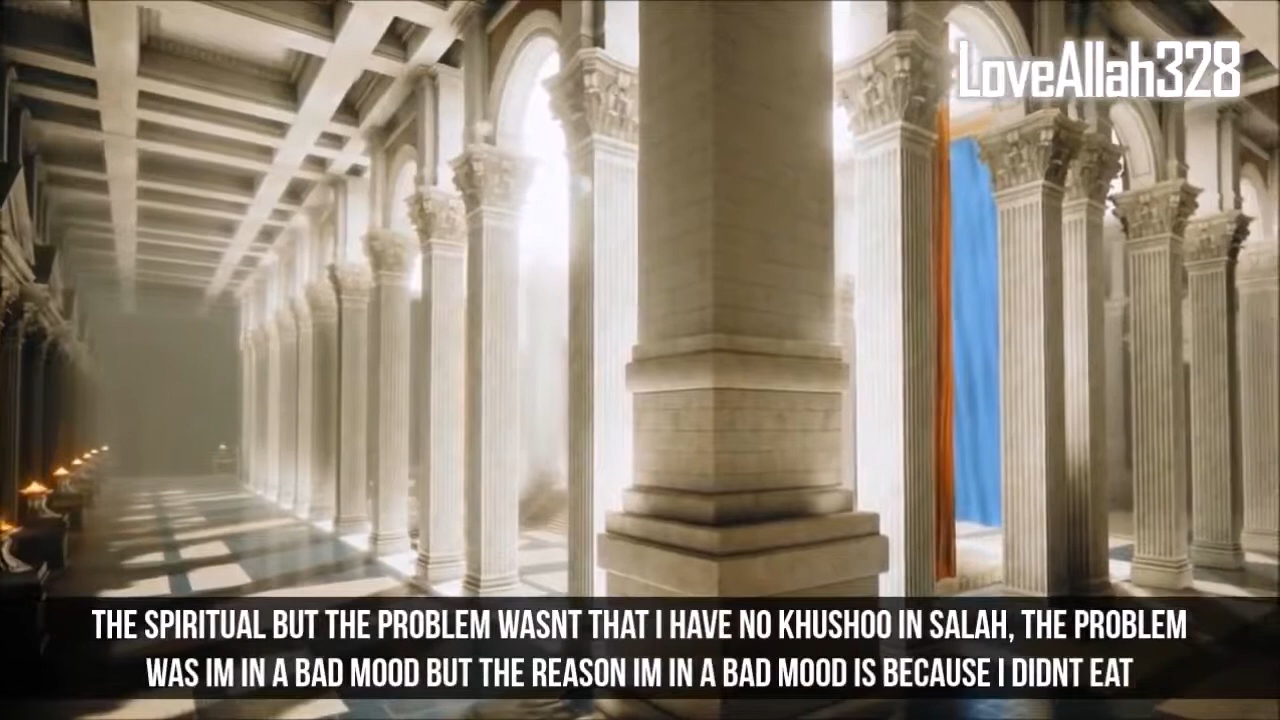 LoveAllah328
THE SPIRITUAL BUT THE PROBLEM WASNT THAT I HAVE NO KHUSHOO IN SALAH, THE PROBLEM
WAS IM IN A BAD MOOD BUT THE REASON IM IN A BAD MOOD IS BECAUSE I DIDNT EAT